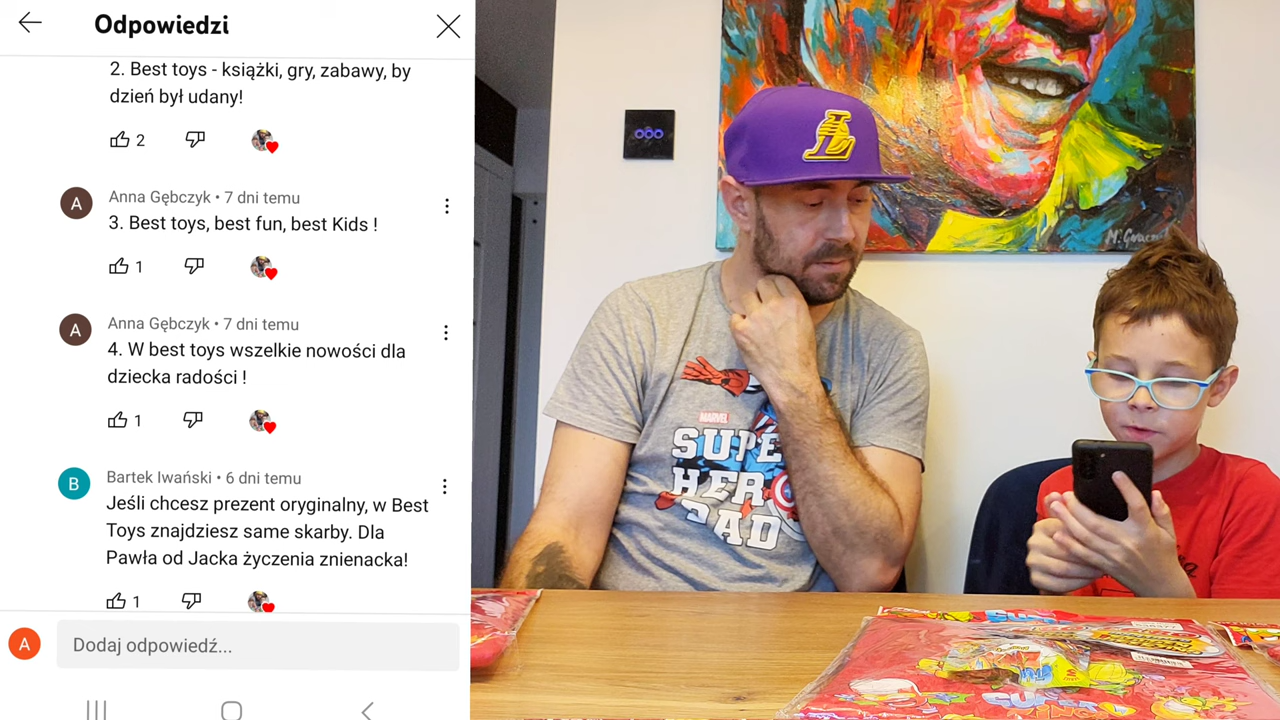 Odpowiedzi
2. Best toys - książki, gry, zabawy, by
dzień był udany!
2
A
Anna Gębczyk • 7 dni temu
3. Best toys, best fun, best Kids !
1
A
Anna Gębczyk • 7 dni temu
4. W best toys wszelkie nowości dla
dziecka radości !
1
B
Bartek Iwański • 6 dni temu
Jeśli chcesz prezent oryginalny, w Best
Toys znajdziesz same skarby. Dla
Pawła od Jacka życzenia znienacka!
1
A
Dodaj odpowiedź...
L
MARVEL
SUPE
HER
DAD
SUPER